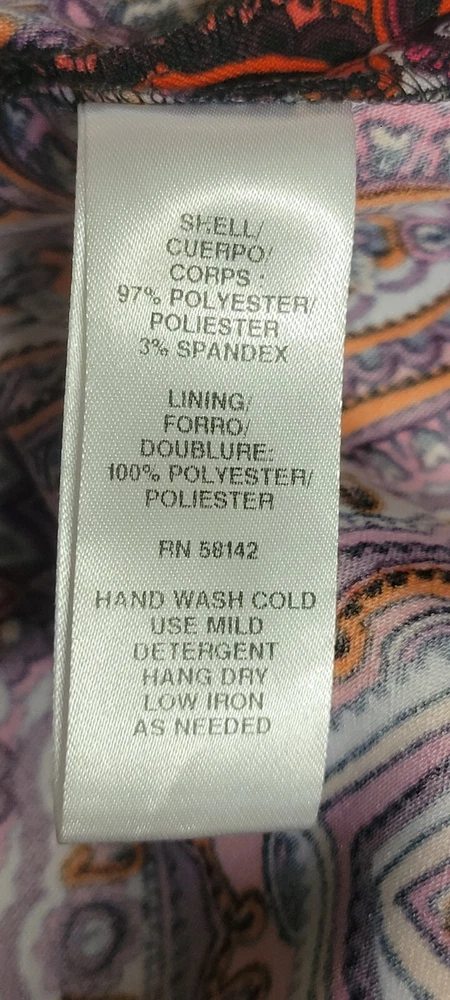 SHELL/
CUERPO/
CORPS :
97% POLYESTER/
POLIESTER
3% SPANDEX
LINING/
FORRO/
DOUBLURE:
100% POLYESTER/
POLIESTER
RN 58142
HAND WASH COLD
USE MILD
DETERGENT
HANG DRY
LOW IRON
AS NEEDED